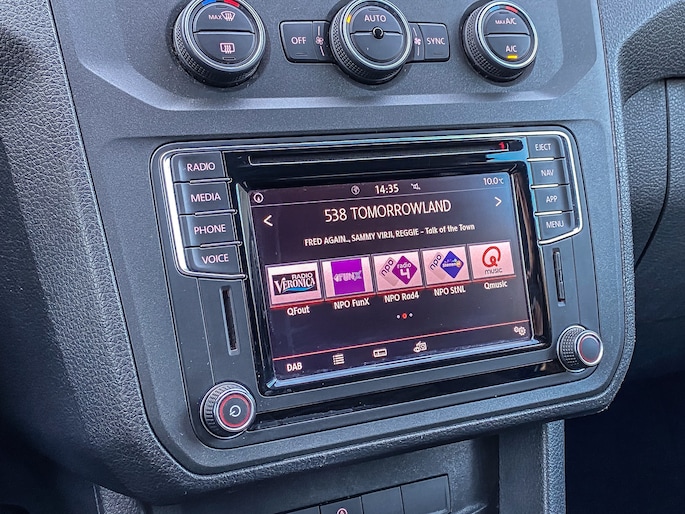 MAX
AUTO
MAX A/C
OFF
SYNC
A/C
RADIO
MEDIA
PHONE
VOICE
EJECT
NAV
APP
MENU
14:35
10.0°C
538 TOMORROWLAND
FRED AGAIN.., SAMMY VIRJI, REGGIE – Talk of the Town
RADIO VERONICA
FUNX
npo radio 4
npo
Q MUSIC
QFout
NPO FunX
NPO Rad4
NPO StNL
Qmusic
DAB